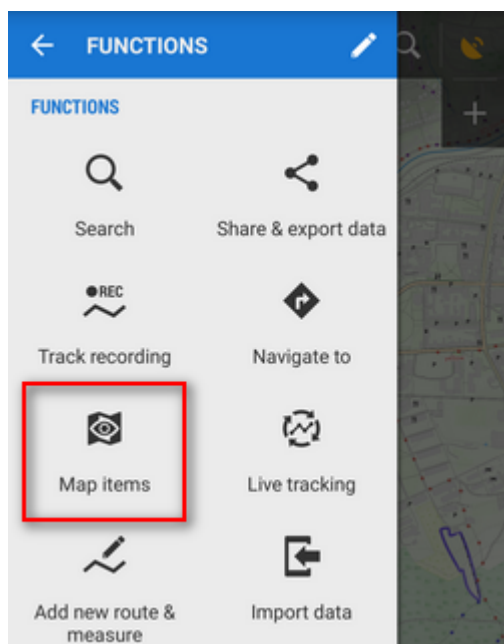 FUNCTIONS
FUNCTIONS
Search
Share & export data
REC
Track recording
Navigate to
Map items
Live tracking
Add new route &
measure
Import data